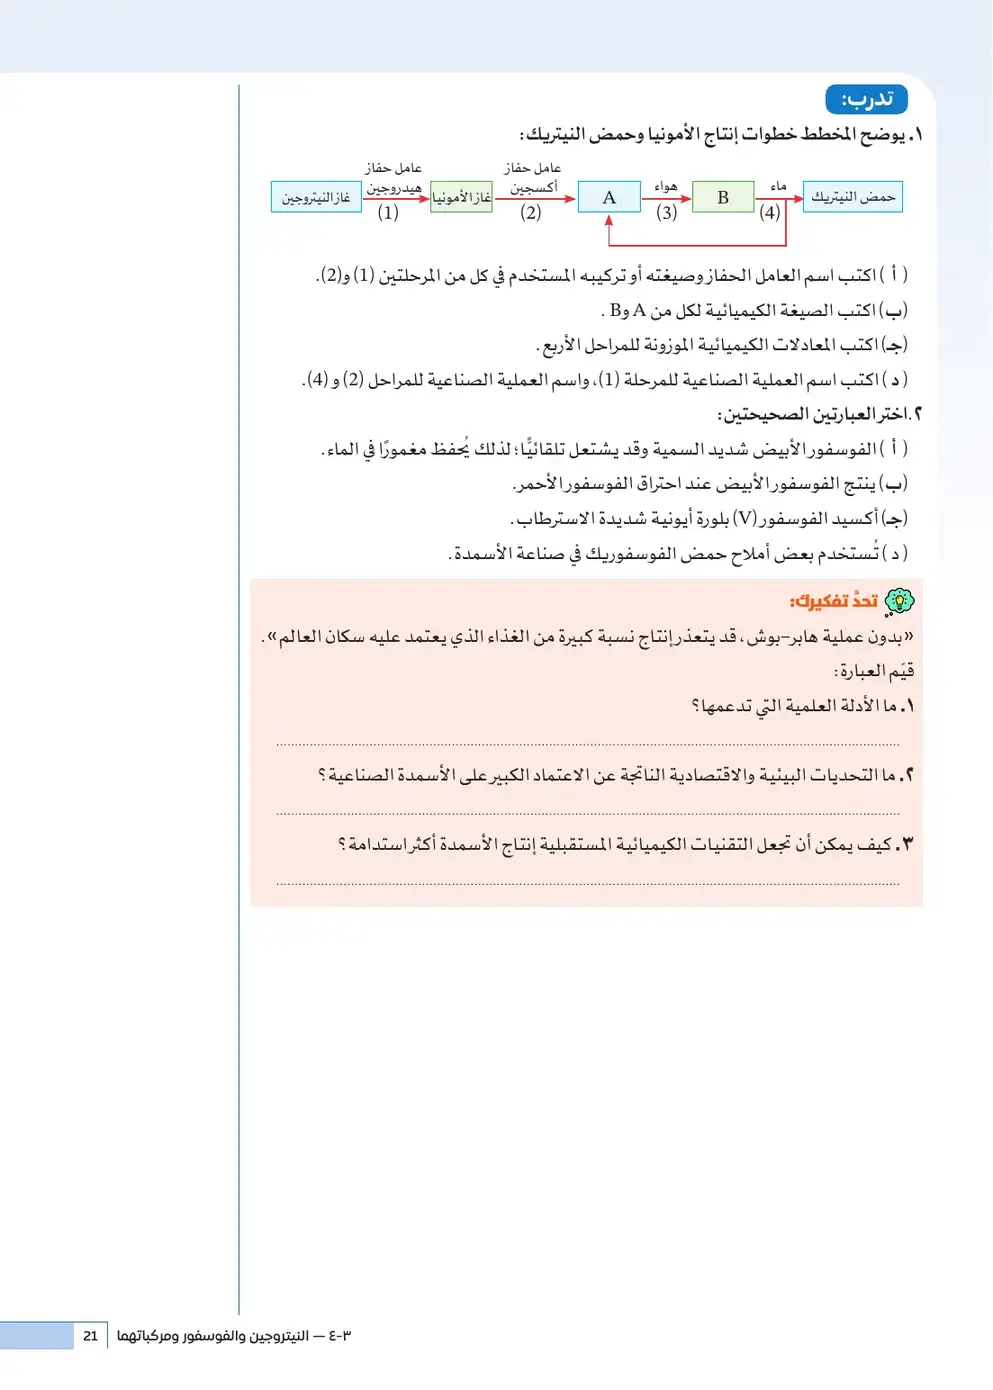 تدرب:
١. يوضح المخطط خطوات إنتاج الأمونيا وحمض النيتريك:
غاز النيتروجين
عامل حفاز
هيدروجين
(1)
غاز الأمونيا
عامل حفاز
أكسجين
(2)
A
هواء
(3)
B
ماء
(4)
حمض النيتريك
( أ ) اكتب اسم العامل الحفاز وصيغته أو تركيبه المستخدم في كل من المرحلتين (1) و(2).
(ب) اكتب الصيغة الكيميائية لكل من A وB .
(جـ) اكتب المعادلات الكيميائية الموزونة للمراحل الأربع.
( د ) اكتب اسم العملية الصناعية للمرحلة (1)، واسم العملية الصناعية للمراحل (2) و (4).
٢. اختر العبارتين الصحيحتين:
( أ ) الفوسفور الأبيض شديد السمية وقد يشتعل تلقائيًّا؛ لذلك يُحفظ مغمورًا في الماء.
(ب) ينتج الفوسفور الأبيض عند احتراق الفوسفور الأحمر.
(جـ) أكسيد الفوسفور (V) بلورة أيونية شديدة الاسترطاب.
( د ) تُستخدم بعض أملاح حمض الفوسفوريك في صناعة الأسمدة.
تحدَّ تفكيرك:
«بدون عملية هابر–بوش، قد يتعذر إنتاج نسبة كبيرة من الغذاء الذي يعتمد عليه سكان العالم».
قيّم العبارة:
١. ما الأدلة العلمية التي تدعمها؟
٢. ما التحديات البيئية والاقتصادية الناتجة عن الاعتماد الكبير على الأسمدة الصناعية؟
٣. كيف يمكن أن تجعل التقنيات الكيميائية المستقبلية إنتاج الأسمدة أكثر استدامة؟
٣-٤ — النيتروجين والفوسفور ومركباتهما 21